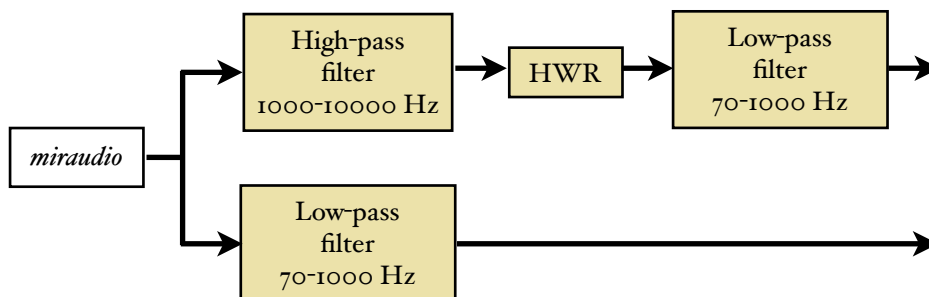 High-pass
filter
1000-10000 Hz
HWR
Low-pass
filter
70-1000 Hz
miraudio
Low-pass
filter
70-1000 Hz